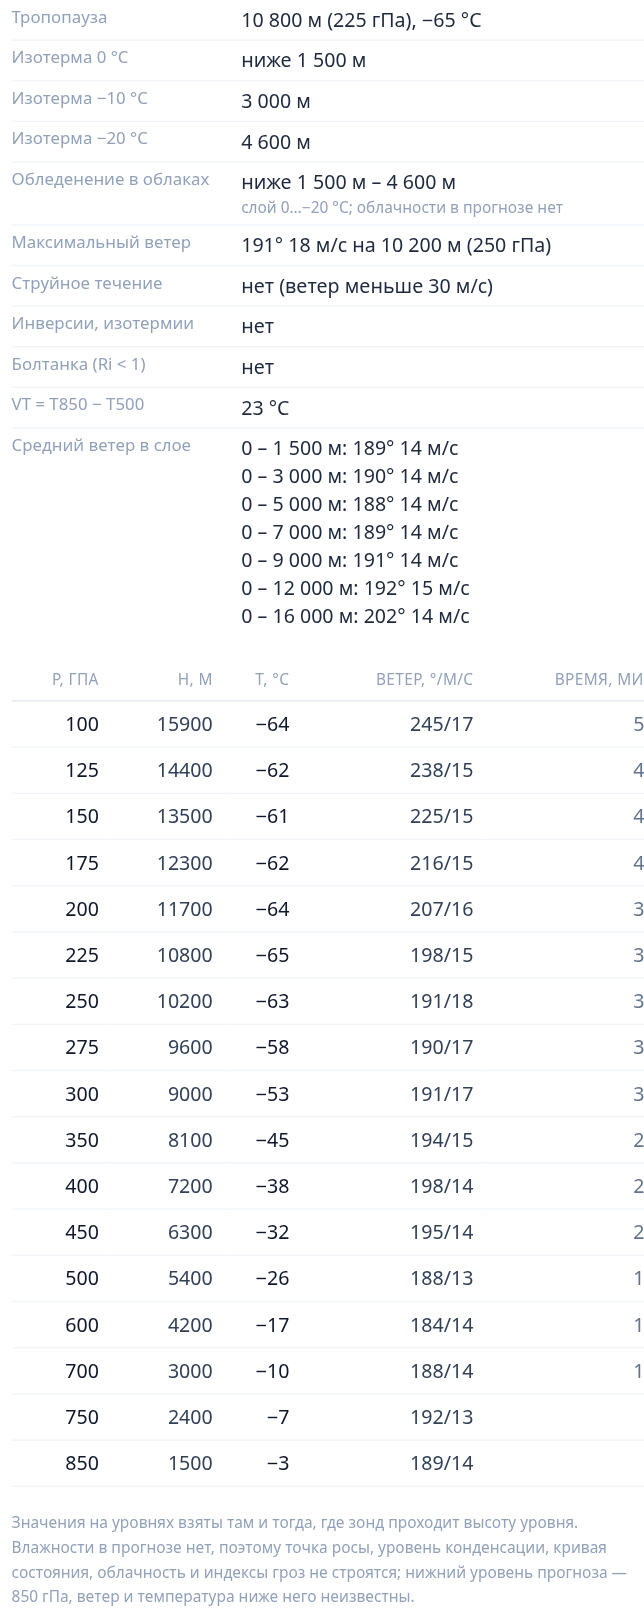 Тропопауза 10 800 м (225 гПа), −65 °C
Изотерма 0 °C ниже 1 500 м
Изотерма −10 °C 3 000 м
Изотерма −20 °C 4 600 м
Обледенение в облаках ниже 1 500 м – 4 600 м
слой 0…−20 °C; облачности в прогнозе нет
Максимальный ветер 191° 18 м/с на 10 200 м (250 гПа)
Струйное течение нет (ветер меньше 30 м/с)
Инверсии, изотермии нет
Болтанка (Ri < 1) нет
VT = T850 − T500 23 °C
Средний ветер в слое 0 – 1 500 м: 189° 14 м/с
0 – 3 000 м: 190° 14 м/с
0 – 5 000 м: 188° 14 м/с
0 – 7 000 м: 189° 14 м/с
0 – 9 000 м: 191° 14 м/с
0 – 12 000 м: 192° 15 м/с
0 – 16 000 м: 202° 14 м/с
P, ГПА H, М T, °C ВЕТЕР, °/М/С ВРЕМЯ, МИ
100 15900 −64 245/17 5
125 14400 −62 238/15 4
150 13500 −61 225/15 4
175 12300 −62 216/15 4
200 11700 −64 207/16 3
225 10800 −65 198/15 3
250 10200 −63 191/18 3
275 9600 −58 190/17 3
300 9000 −53 191/17 3
350 8100 −45 194/15 2
400 7200 −38 198/14 2
450 6300 −32 195/14 2
500 5400 −26 188/13 1
600 4200 −17 184/14 1
700 3000 −10 188/14 1
750 2400 −7 192/13
850 1500 −3 189/14
Значения на уровнях взяты там и тогда, где зонд проходит высоту уровня.
Влажности в прогнозе нет, поэтому точка росы, уровень конденсации, кривая
состояния, облачность и индексы гроз не строятся; нижний уровень прогноза —
850 гПа, ветер и температура ниже него неизвестны.